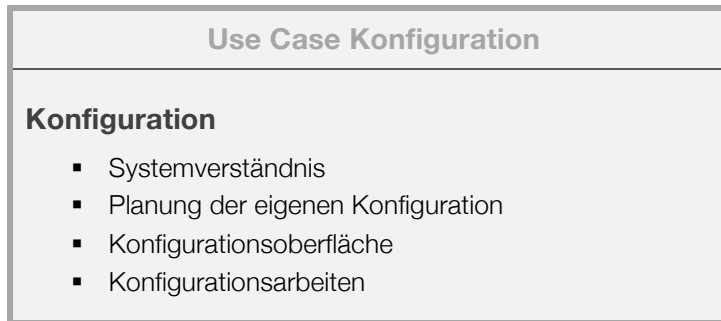 Use Case Konfiguration
Konfiguration
▪ Systemverständnis
▪ Planung der eigenen Konfiguration
▪ Konfigurationsoberfläche
▪ Konfigurationsarbeiten